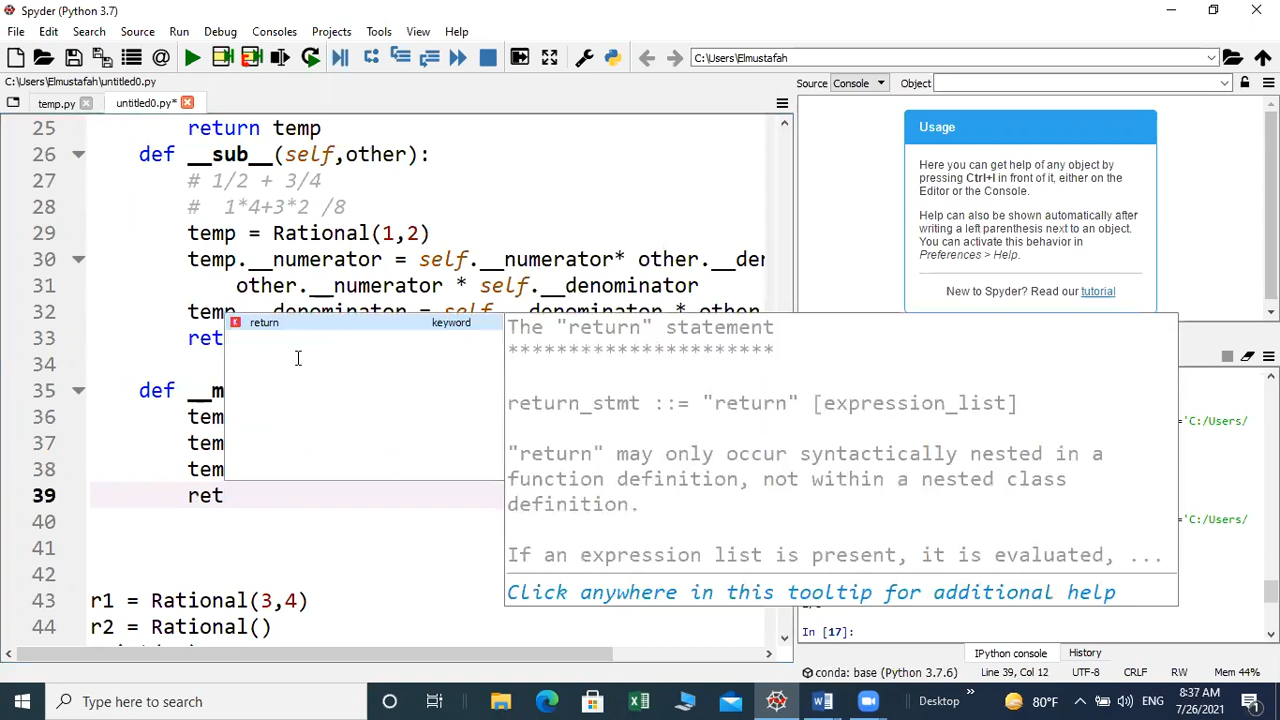 Spyder (Python 3.7)
File Edit Search Source Run Debug Consoles Projects Tools View Help
C:\Users\Elmustafah
C:\Users\Elmustafah\untitled0.py
Source Console Object
temp.py untitled0.py*
25 return temp
26 def __sub__(self,other):
27 # 1/2 + 3/4
28 #  1*4+3*2 /8
29 temp = Rational(1,2)
30 temp.__numerator = self.__numerator* other.__der
31 other.__numerator * self.__denominator
32 temp.__denominator = self.__denominator * other.
33 ret
34
35 def __m
36 tem
37 tem
38 tem
39 ret
40
41
42
43 r1 = Rational(3,4)
44 r2 = Rational()
return keyword
The "return" statement
**********************
return_stmt ::= "return" [expression_list]
"return" may only occur syntactically nested in a
function definition, not within a nested class
definition.
If an expression list is present, it is evaluated, ...
Click anywhere in this tooltip for additional help
Usage
Here you can get help of any object by
pressing Ctrl+I in front of it, either on the
Editor or the Console.
Help can also be shown automatically after
writing a left parenthesis next to an object.
You can activate this behavior in
Preferences > Help.
New to Spyder? Read our tutorial
='C:/Users/
='C:/Users/
In [17]:
IPython console History
conda: base (Python 3.7.6) Line 39, Col 12 UTF-8 CRLF RW Mem 44%
Type here to search
Desktop » 80°F ENG
8:37 AM
7/26/2021